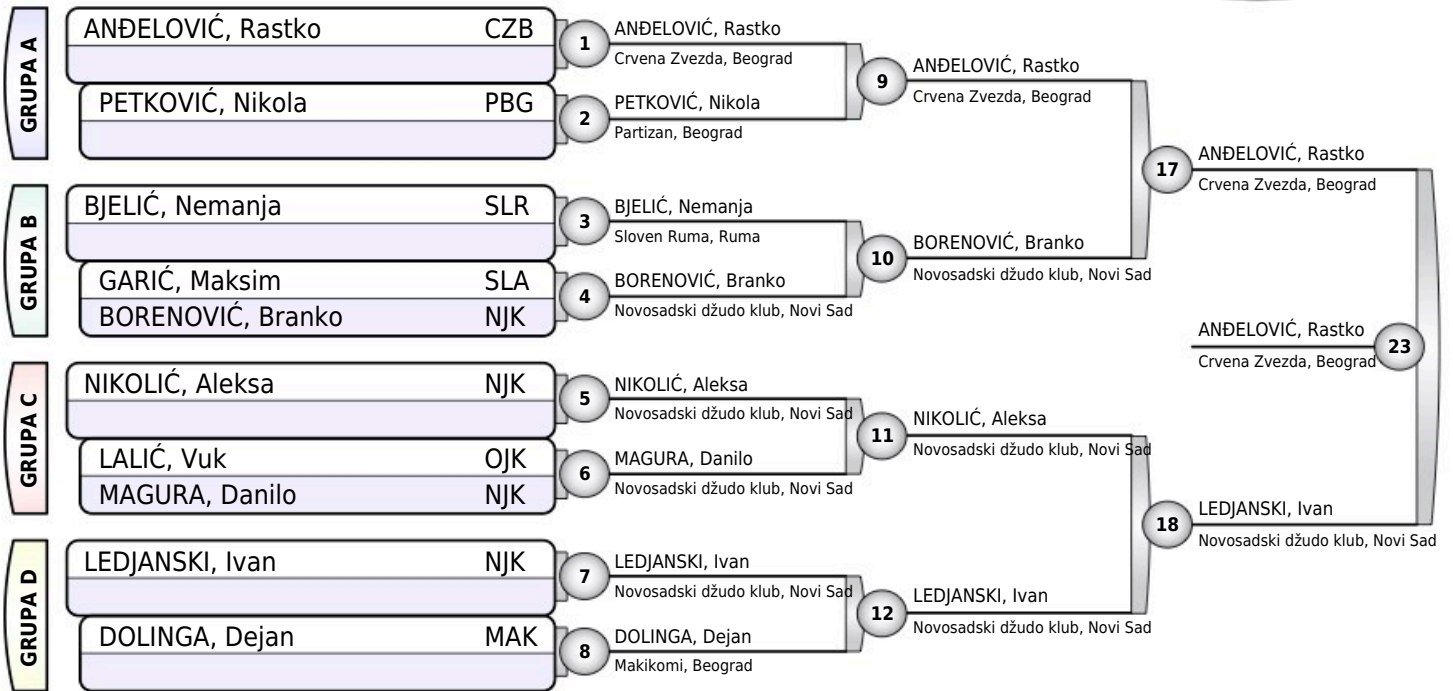 GRUPA A
ANĐELOVIĆ, Rastko CZB
PETKOVIĆ, Nikola PBG
1
ANĐELOVIĆ, Rastko
Crvena Zvezda, Beograd
2
PETKOVIĆ, Nikola
Partizan, Beograd
9
ANĐELOVIĆ, Rastko
Crvena Zvezda, Beograd
GRUPA B
BJELIĆ, Nemanja SLR
GARIĆ, Maksim SLA
BORENOVIĆ, Branko NJK
3
BJELIĆ, Nemanja
Sloven Ruma, Ruma
4
BORENOVIĆ, Branko
Novosadski džudo klub, Novi Sad
10
BORENOVIĆ, Branko
Novosadski džudo klub, Novi Sad
17
ANĐELOVIĆ, Rastko
Crvena Zvezda, Beograd
GRUPA C
NIKOLIĆ, Aleksa NJK
LALIĆ, Vuk OJK
MAGURA, Danilo NJK
5
NIKOLIĆ, Aleksa
Novosadski džudo klub, Novi Sad
6
MAGURA, Danilo
Novosadski džudo klub, Novi Sad
11
NIKOLIĆ, Aleksa
Novosadski džudo klub, Novi Sad
GRUPA D
LEDJANSKI, Ivan NJK
DOLINGA, Dejan MAK
7
LEDJANSKI, Ivan
Novosadski džudo klub, Novi Sad
8
DOLINGA, Dejan
Makikomi, Beograd
12
LEDJANSKI, Ivan
Novosadski džudo klub, Novi Sad
18
LEDJANSKI, Ivan
Novosadski džudo klub, Novi Sad
ANĐELOVIĆ, Rastko
Crvena Zvezda, Beograd
23